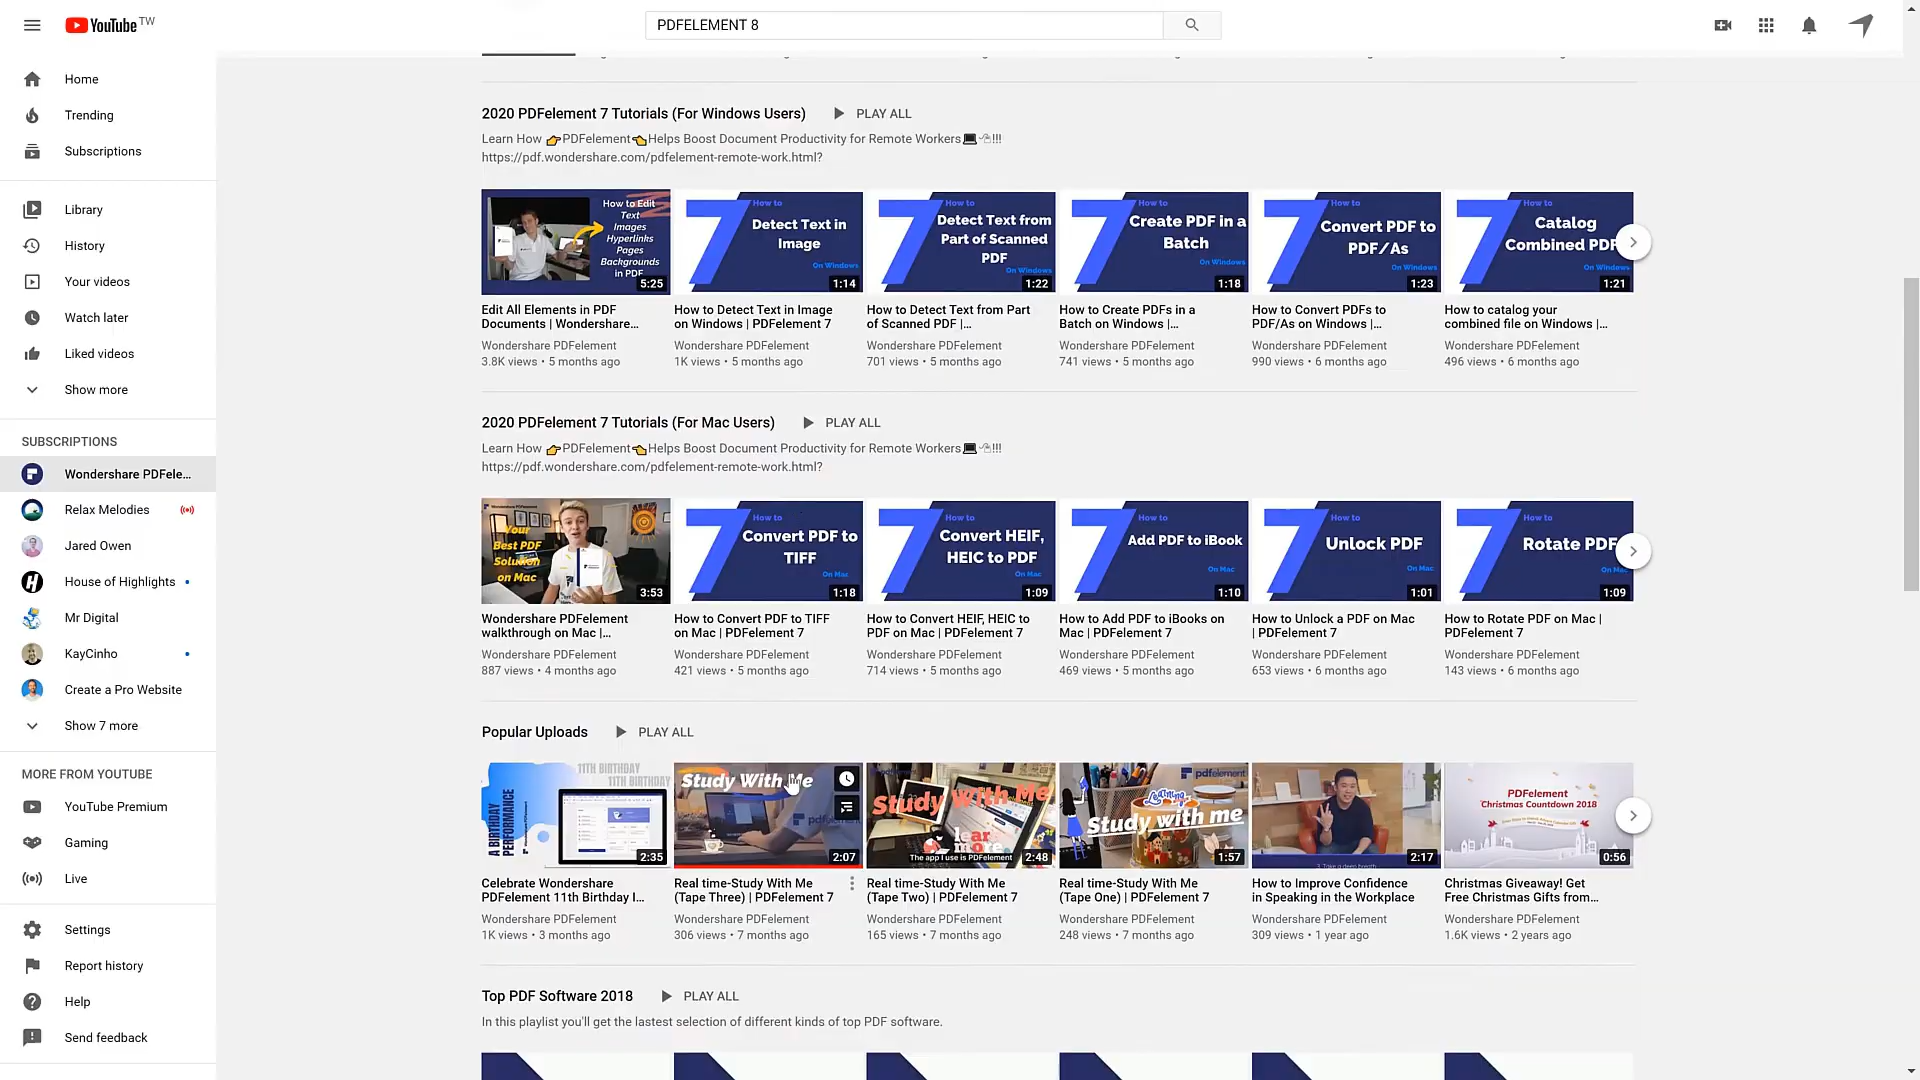 YouTube TW
PDFELEMENT 8
Home
Trending
Subscriptions
Library
History
Your videos
Watch later
Liked videos
Show more
SUBSCRIPTIONS
Wondershare PDFele...
Relax Melodies
Jared Owen
House of Highlights
Mr Digital
KayCinho
Create a Pro Website
Show 7 more
MORE FROM YOUTUBE
YouTube Premium
Gaming
Live
Settings
Report history
Help
Send feedback
2020 PDFelement 7 Tutorials (For Windows Users) PLAY ALL
Learn How 👉PDFelement👈Helps Boost Document Productivity for Remote Workers💻🖱!!!
https://pdf.wondershare.com/pdfelement-remote-work.html?
How to Edit
Text
Images
Hyperlinks
Pages
Backgrounds
in PDF
5:25
Edit All Elements in PDF
Documents | Wondershare...
Wondershare PDFelement
3.8K views • 5 months ago
7 How to
Detect Text in
Image
On Windows
1:14
How to Detect Text in Image
on Windows | PDFelement 7
Wondershare PDFelement
1K views • 5 months ago
7 How to
Detect Text from
Part of Scanned
PDF
On Windows
1:22
How to Detect Text from Part
of Scanned PDF |...
Wondershare PDFelement
701 views • 5 months ago
7 How to
Create PDF in a
Batch
On Windows
1:18
How to Create PDFs in a
Batch on Windows |...
Wondershare PDFelement
741 views • 5 months ago
7 How to
Convert PDF to
PDF/As
On Windows
1:23
How to Convert PDFs to
PDF/As on Windows |...
Wondershare PDFelement
990 views • 6 months ago
7 How to
Catalog
Combined PDF
On Windows
1:21
How to catalog your
combined file on Windows |...
Wondershare PDFelement
496 views • 6 months ago
2020 PDFelement 7 Tutorials (For Mac Users) PLAY ALL
Learn How 👉PDFelement👈Helps Boost Document Productivity for Remote Workers💻🖱!!!
https://pdf.wondershare.com/pdfelement-remote-work.html?
Wondershare PDFelement
Your
Best PDF
Solution
on Mac
3:53
Wondershare PDFelement
walkthrough on Mac |...
Wondershare PDFelement
887 views • 4 months ago
7 How to
Convert PDF to
TIFF
On Mac
1:18
How to Convert PDF to TIFF
on Mac | PDFelement 7
Wondershare PDFelement
421 views • 5 months ago
7 How to
Convert HEIF,
HEIC to PDF
On Mac
1:09
How to Convert HEIF, HEIC to
PDF on Mac | PDFelement 7
Wondershare PDFelement
714 views • 5 months ago
7 How to
Add PDF to iBook
On Mac
1:10
How to Add PDF to iBooks on
Mac | PDFelement 7
Wondershare PDFelement
469 views • 5 months ago
7 How to
Unlock PDF
On Mac
1:01
How to Unlock a PDF on Mac
| PDFelement 7
Wondershare PDFelement
653 views • 6 months ago
7 How to
Rotate PDF
On Mac
1:09
How to Rotate PDF on Mac |
PDFelement 7
Wondershare PDFelement
143 views • 6 months ago
Popular Uploads PLAY ALL
11TH BIRTHDAY
11TH BIRTHDAY
A BIRTHDAY
PERFORMANCE
2:35
Celebrate Wondershare
PDFelement 11th Birthday I...
Wondershare PDFelement
1K views • 3 months ago
Study With Me
pdfelement
2:07
Real time-Study With Me
(Tape Three) | PDFelement 7
Wondershare PDFelement
306 views • 7 months ago
Study With Me
learn
more
The app I use is PDFelement
2:48
Real time-Study With Me
(Tape Two) | PDFelement 7
Wondershare PDFelement
165 views • 7 months ago
pdfelement
Learning
Study with me
1:57
Real time-Study With Me
(Tape One) | PDFelement 7
Wondershare PDFelement
248 views • 7 months ago
3. Take a deep breath
2:17
How to Improve Confidence
in Speaking in the Workplace
Wondershare PDFelement
309 views • 1 year ago
PDFelement
Christmas Countdown 2018
0:56
Christmas Giveaway! Get
Free Christmas Gifts from...
Wondershare PDFelement
1.6K views • 2 years ago
Top PDF Software 2018 PLAY ALL
In this playlist you'll get the lastest selection of different kinds of top PDF software.